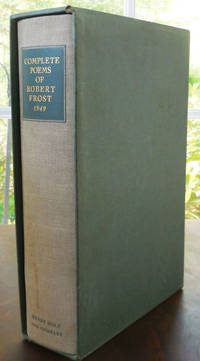 COMPLETE
POEMS
OF
ROBERT
FROST
1949
HENRY HOLT
AND COMPANY